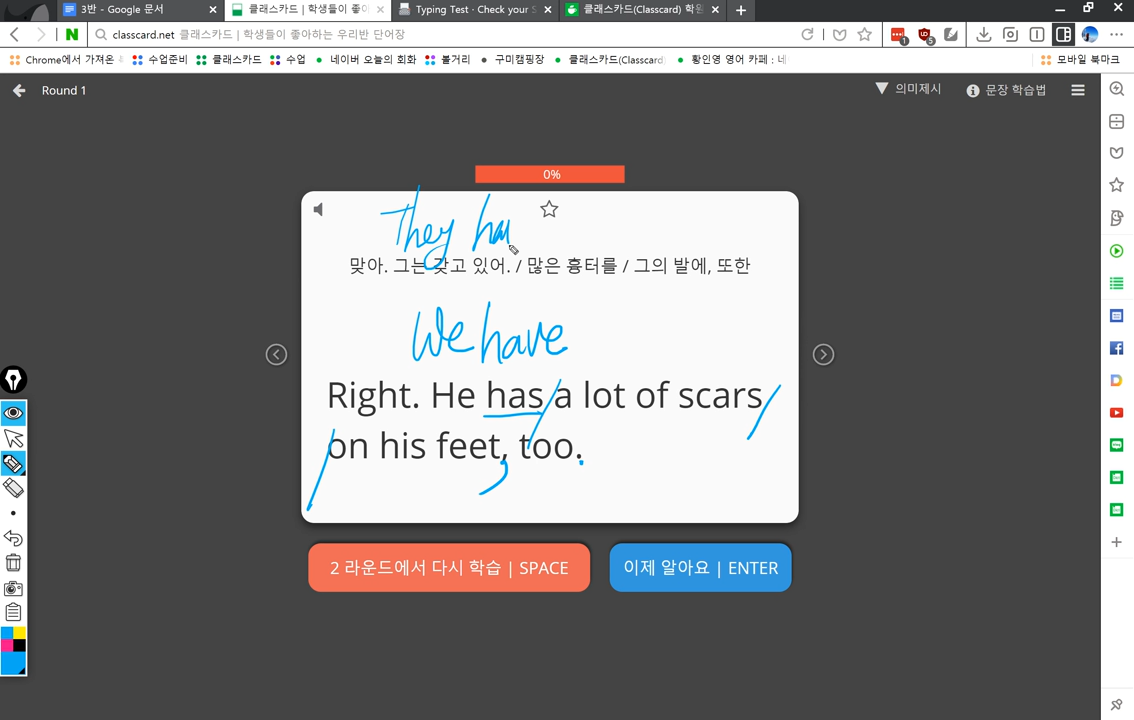 3반 - Google 문서
클래스카드 | 학생들이 좋아
Typing Test · Check your S
클래스카드(Classcard) 학원
classcard.net 클래스카드 | 학생들이 좋아하는 우리반 단어장
Chrome에서 가져온
수업준비
클래스카드
수업
네이버 오늘의 회화
볼거리
구미캠핑장
클래스카드(Classcard)
황인영 영어 카페 : 네
모바일 북마크
Round 1
의미제시
문장 학습법
0%
They ha
맞아. 그는 갖고 있어. / 많은 흉터를 / 그의 발에, 또한
We have
Right. He has a lot of scars
on his feet, too.
2 라운드에서 다시 학습 | SPACE
이제 알아요 | ENTER